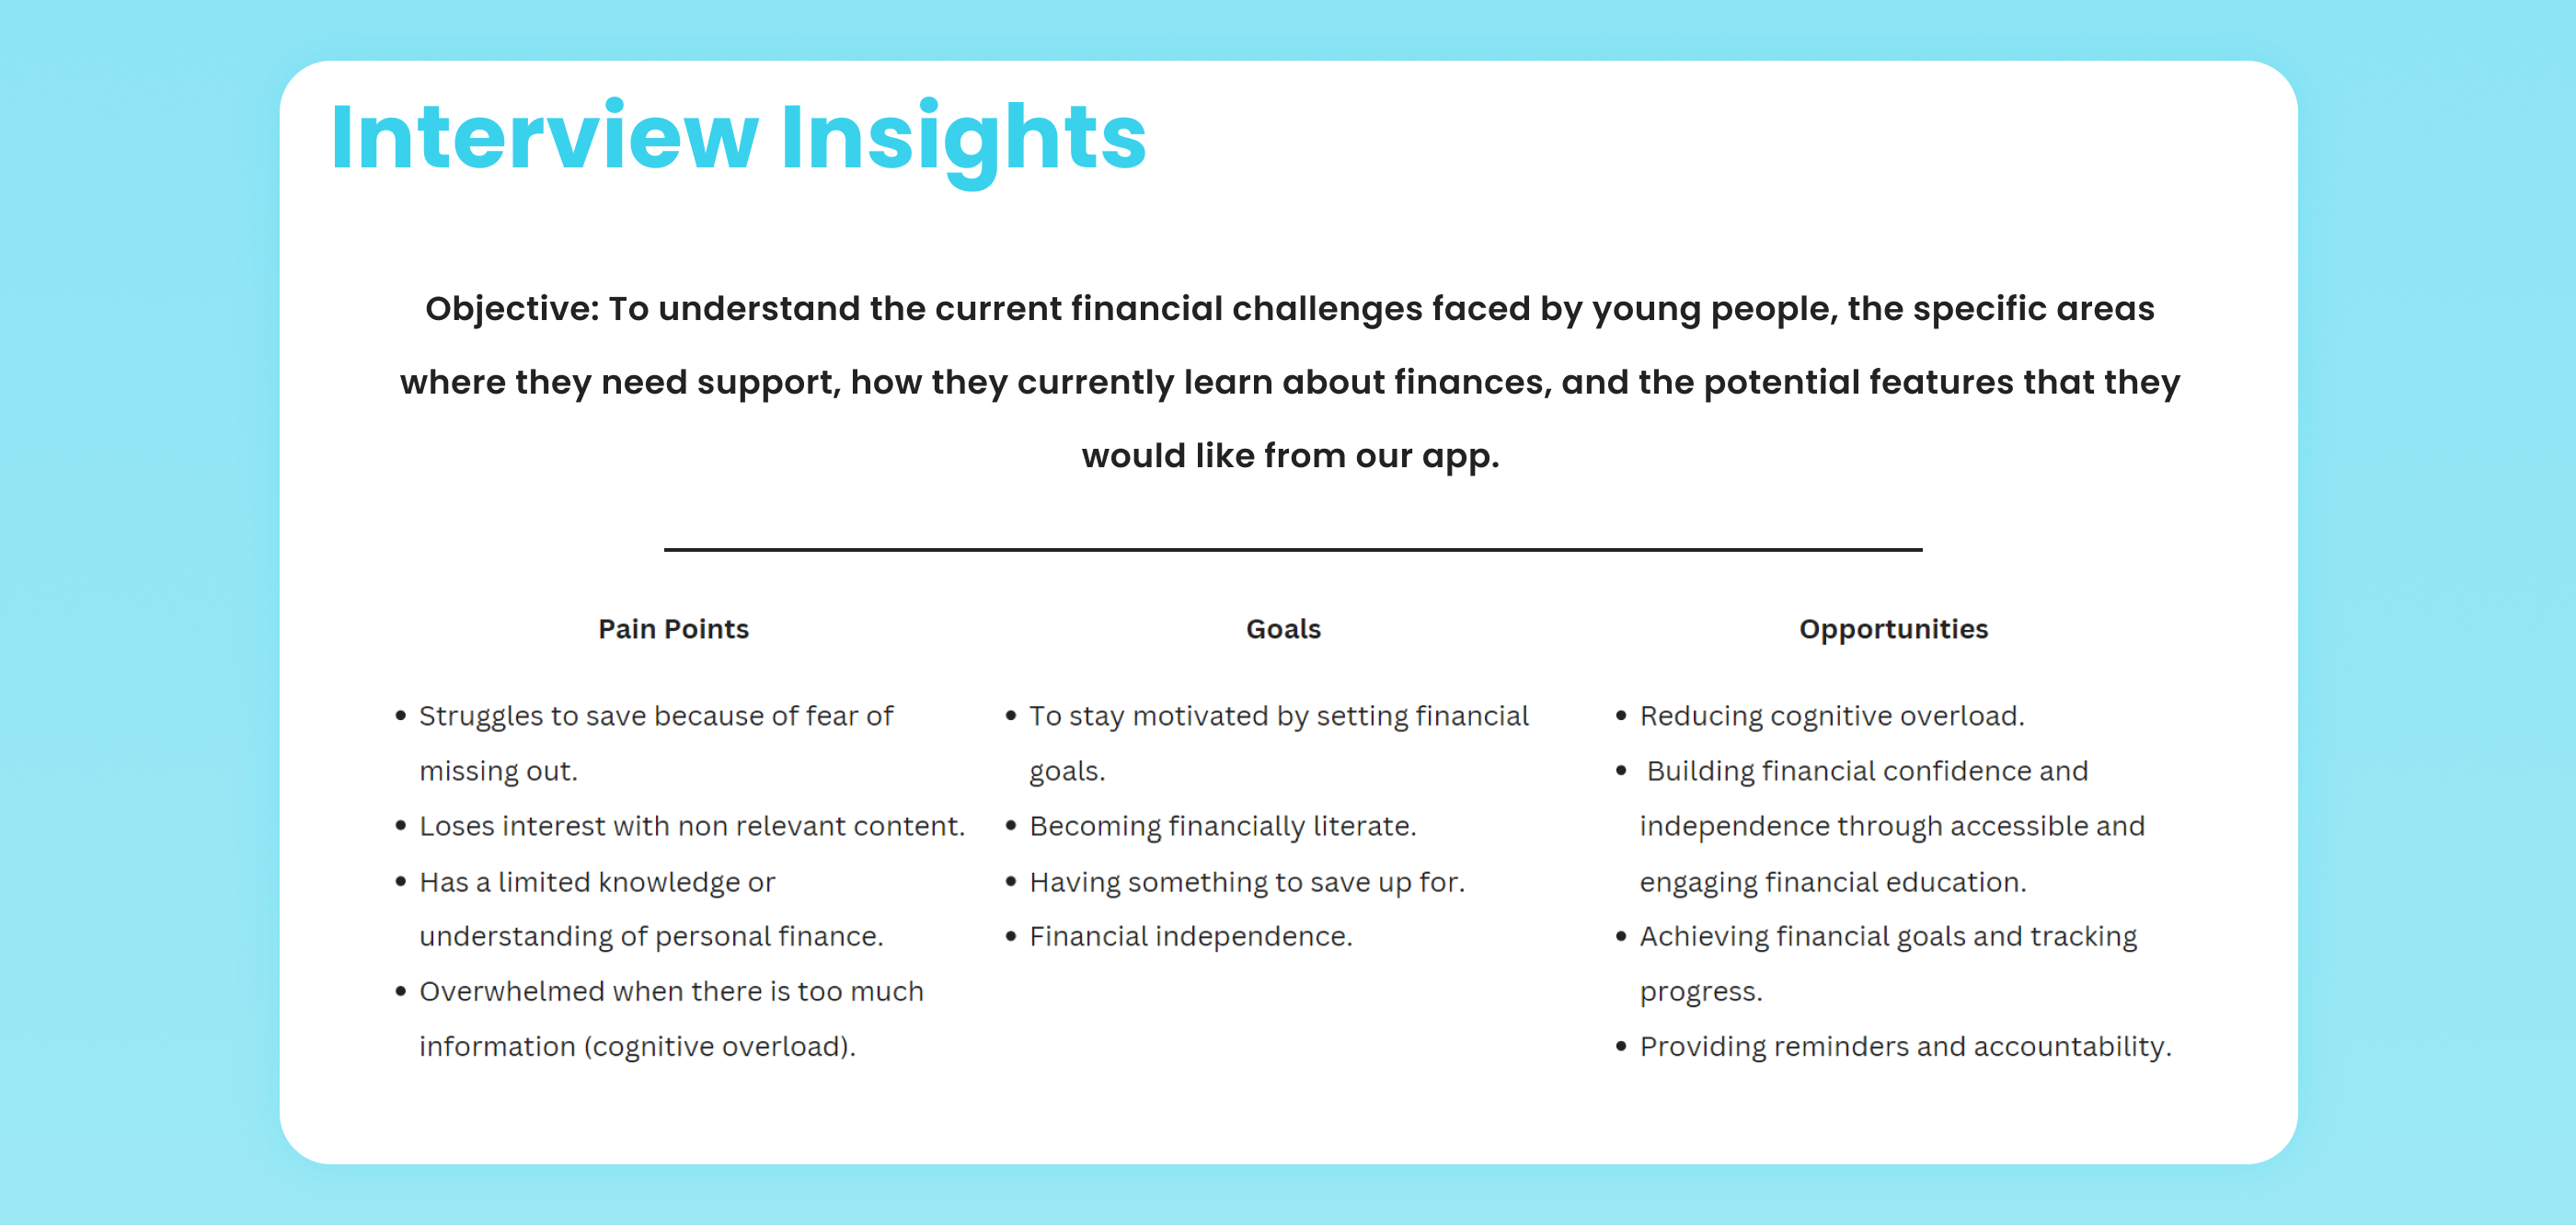 Interview Insights
Objective: To understand the current financial challenges faced by young people, the specific areas
where they need support, how they currently learn about finances, and the potential features that they
would like from our app.
Pain Points
• Struggles to save because of fear of
missing out.
• Loses interest with non relevant content.
• Has a limited knowledge or
understanding of personal finance.
• Overwhelmed when there is too much
information (cognitive overload).
Goals
• To stay motivated by setting financial
goals.
• Becoming financially literate.
• Having something to save up for.
• Financial independence.
Opportunities
• Reducing cognitive overload.
• Building financial confidence and
independence through accessible and
engaging financial education.
• Achieving financial goals and tracking
progress.
• Providing reminders and accountability.